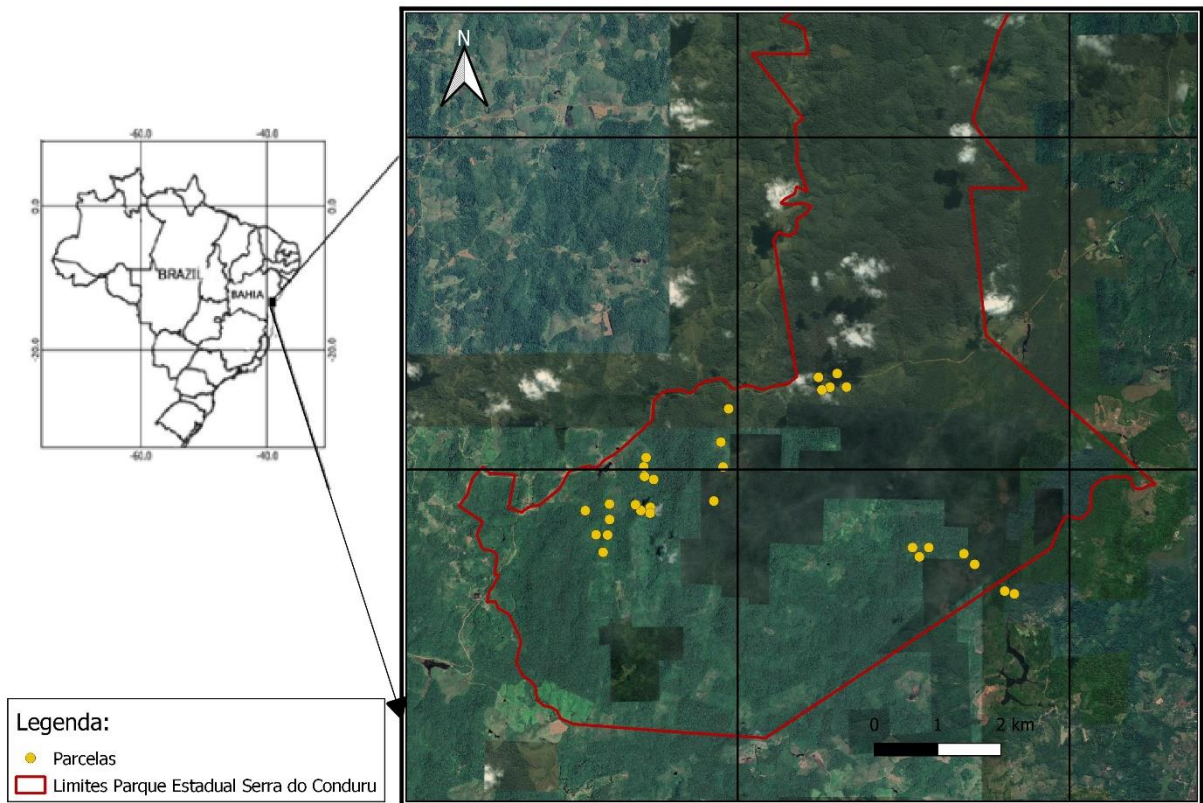 N
-60.0
-40.0
0.0
0.0
BRAZIL
BAHIA
-20.0
-20.0
-60.0
-40.0
0 1 2 km
Legenda:
Parcelas
Limites Parque Estadual Serra do Conduru